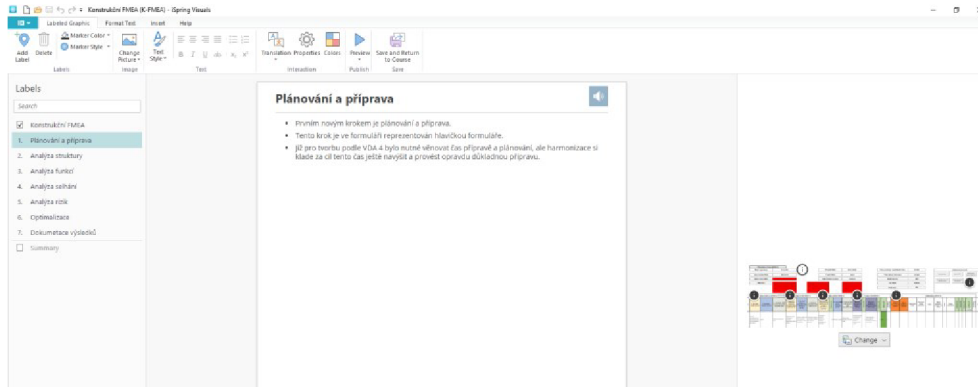 Konstrukční FMEA (K-FMEA) - iSpring Visuals
Labeled Graphic Format Text Insert Help
Add Label
Delete
Marker Color
Marker Style
Change Picture
Text Style
B I U ab x₂ x²
Translation Properties Colors
Preview
Save and Return to Course
Labels Image Text Interaction Publish Save
Labels
Search
Konstrukční FMEA
1. Plánování a příprava
2. Analýza struktury
3. Analýza funkcí
4. Analýza selhání
5. Analýza rizik
6. Optimalizace
7. Dokumetace výsledků
Summary
Plánování a příprava
• Prvním novým krokem je plánování a příprava.
• Tento krok je ve formuláři reprezentován hlavičkou formuláře.
• Již pro tvorbu podle VDA 4 bylo nutné věnovat čas přípravě a plánování, ale harmonizace si
klade za cíl tento čas ještě navýšit a provést opravdu důkladnou přípravu.
Change